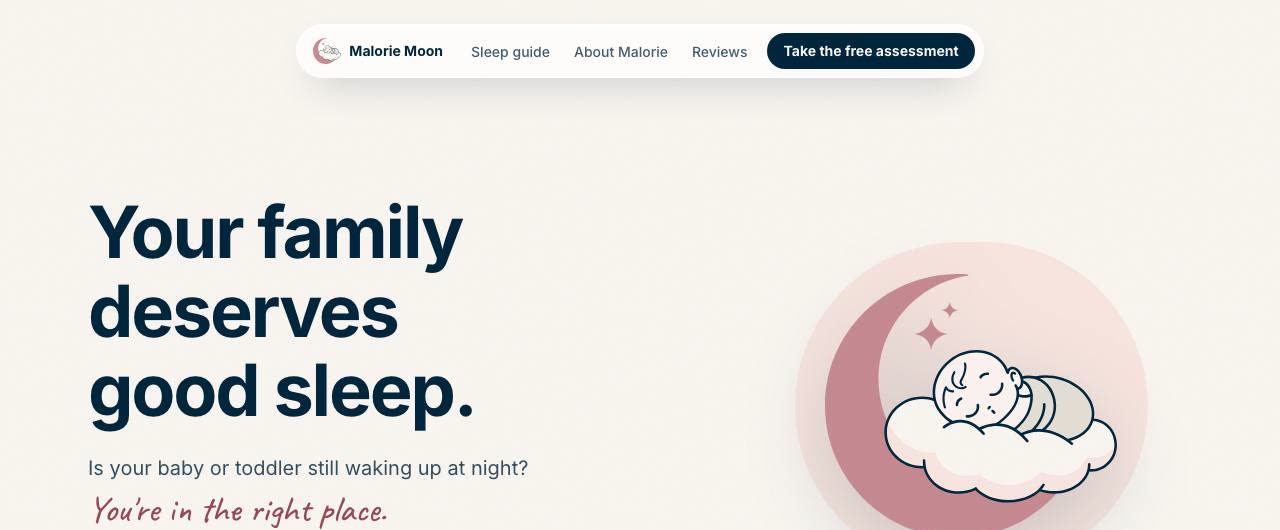 Malorie Moon Sleep guide About Malorie Reviews Take the free assessment
Your family
deserves
good sleep.
Is your baby or toddler still waking up at night?
You're in the right place.